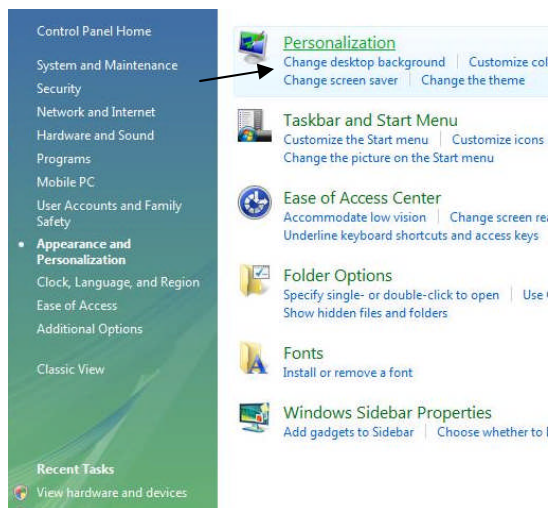 Control Panel Home
System and Maintenance
Security
Network and Internet
Hardware and Sound
Programs
Mobile PC
User Accounts and Family
Safety
Appearance and
Personalization
Clock, Language, and Region
Ease of Access
Additional Options
Classic View
Recent Tasks
View hardware and devices
Personalization
Change desktop background Customize col
Change screen saver Change the theme
Taskbar and Start Menu
Customize the Start menu Customize icons
Change the picture on the Start menu
Ease of Access Center
Accommodate low vision Change screen rea
Underline keyboard shortcuts and access keys
Folder Options
Specify single- or double-click to open Use
Show hidden files and folders
Fonts
Install or remove a font
Windows Sidebar Properties
Add gadgets to Sidebar Choose whether to